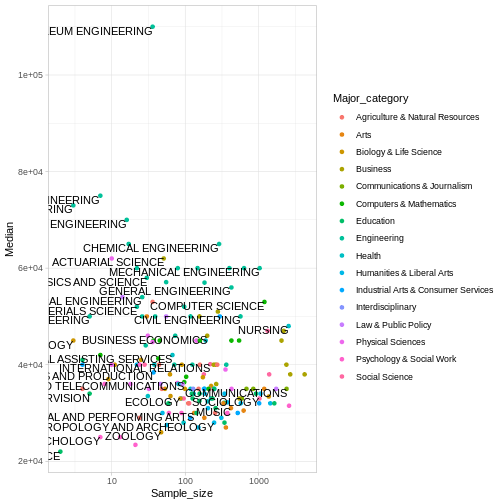 EUM ENGINEERING
1e+05
8e+04
6e+04
4e+04
2e+04
Median
NEERING
RING
ENGINEERING
CHEMICAL ENGINEERING
ACTUARIAL SCIENCE
MECHANICAL ENGINEERING
SICS AND SCIENCE
GENERAL ENGINEERING
AL ENGINEERING
COMPUTER SCIENCE
ERIALS SCIENCE
EERING
CIVIL ENGINEERING
NURSING
OGY
BUSINESS ECONOMICS
L ASSISTING SERVICES
INTERNATIONAL RELATIONS
AND PRODUCTION
TELECOMMUNICATIONS
COMMUNICATIONS
RVISION
ECOLOGY
SOCIOLOGY
AL AND PERFORMING ARTS
MUSIC
ROPOLOGY AND ARCHEOLOGY
CHOLOGY
ZOOLOGY
CE
10
100
1000
Sample_size
Major_category
Agriculture & Natural Resources
Arts
Biology & Life Science
Business
Communications & Journalism
Computers & Mathematics
Education
Engineering
Health
Humanities & Liberal Arts
Industrial Arts & Consumer Services
Interdisciplinary
Law & Public Policy
Physical Sciences
Psychology & Social Work
Social Science